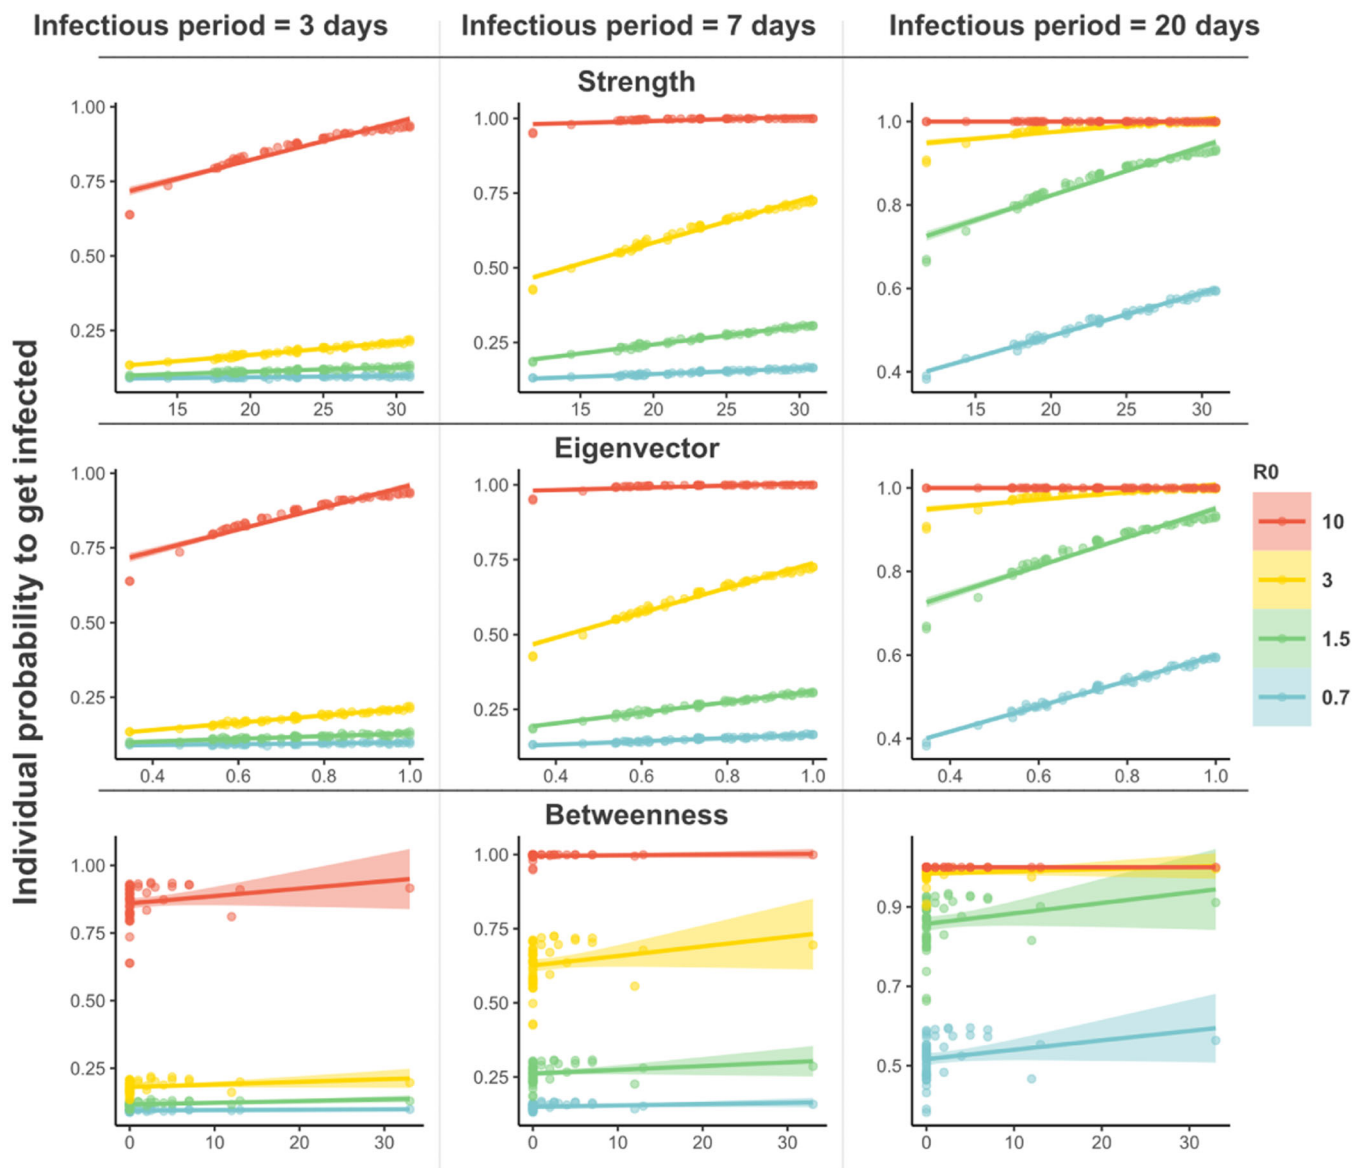 Infectious period = 3 days Infectious period = 7 days Infectious period = 20 days
Strength
1.00 0.75 0.50 0.25
15 20 25 30
1.00 0.75 0.50 0.25
15 20 25 30
1.0 0.8 0.6 0.4
15 20 25 30
Individual probability to get infected
Eigenvector
1.00 0.75 0.50 0.25
0.4 0.6 0.8 1.0
1.00 0.75 0.50 0.25
0.4 0.6 0.8 1.0
1.0 0.8 0.6 0.4
0.4 0.6 0.8 1.0
R0
10
3
1.5
0.7
Betweenness
1.00 0.75 0.50 0.25
0 10 20 30
1.00 0.75 0.50 0.25
0 10 20 30
0.9 0.7 0.5
0 10 20 30